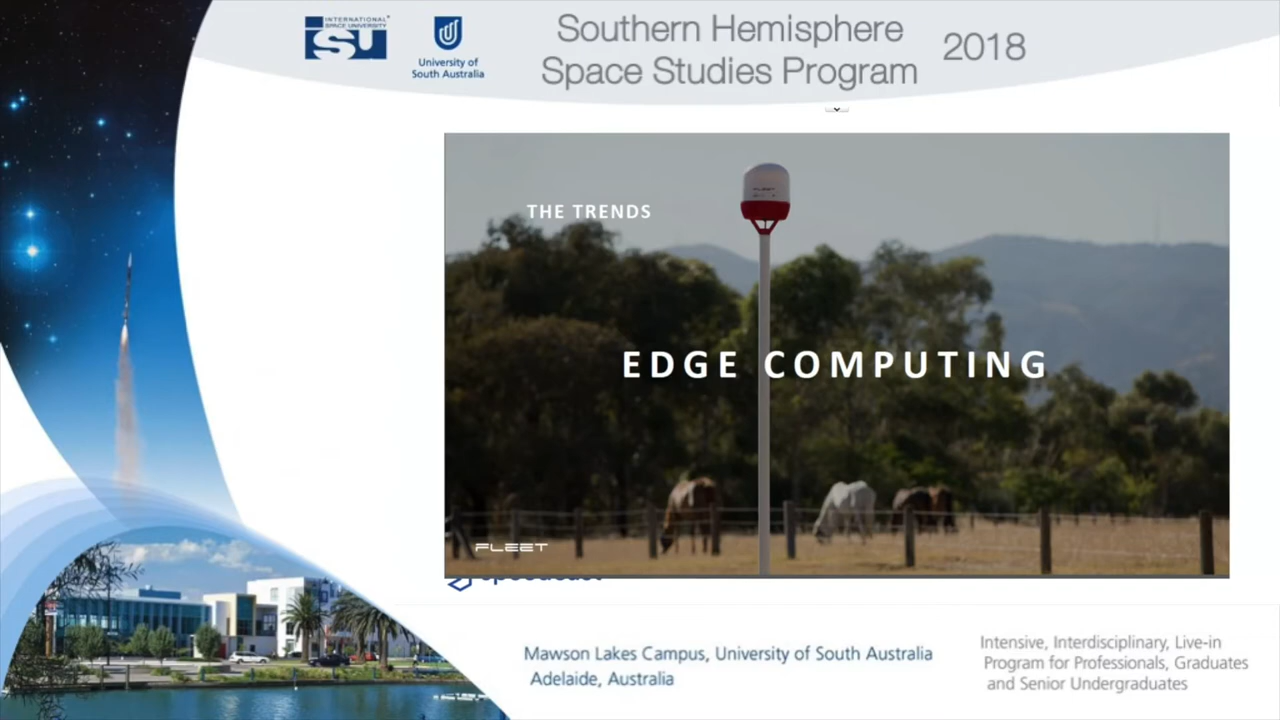 INTERNATIONAL
SPACE UNIVERSITY
ISU
University of
South Australia
Southern Hemisphere
Space Studies Program
2018
THE TRENDS
FLEET
EDGE COMPUTING
FLEET
Mawson Lakes Campus, University of South Australia
Adelaide, Australia
Intensive, Interdisciplinary, Live-in
Program for Professionals, Graduates
and Senior Undergraduates